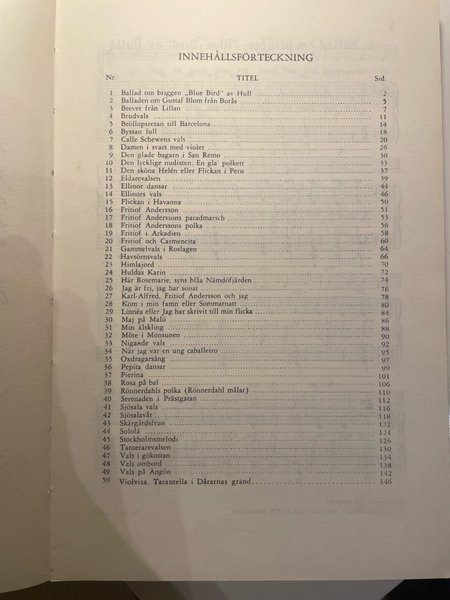 INNEHÅLLSFÖRTECKNING
Nr. TITEL Sid.
1 Ballad om briggen „Blue Bird" av Hull 2
2 Balladen om Gustaf Blom från Borås 5
3 Brevet från Lillan 7
4 Brudvals 11
5 Bröllopsresan till Barcelona 14
6 Byssan lull 18
7 Calle Schewens vals 20
8 Damen i svart med violer 26
9 Den glade bagarn i San Remo 30
10 Den lycklige nudisten. En gla' polkett 33
11 Den sköna Helén eller Flickan i Peru 37
12 Eldarevalsen 39
13 Ellinor dansar 44
14 Ellinors vals 46
15 Flickan i Havanna 50
16 Fritiof Andersson 51
17 Fritiof Anderssons paradmarsch 53
18 Fritiof Anderssons polka 56
19 Fritiof i Arkadien 58
20 Fritiof och Carmencita 60
21 Gammelvals i Roslagen 64
22 Havsörnsvals 66
23 Himlajord 70
24 Huldas Karin 72
25 Här Rosemarie, syns blåa Namdöfjärden 74
26 Jag är fri, jag har sonat 76
27 Karl-Alfred, Fritiof Andersson och jag 78
28 Kom i min famn eller Sommarnatt 80
29 Linnéa eller Jag har skrivit till min flicka 84
30 Maj på Malö 86
31 Min älskling 88
32 Möte i Monsunen 90
33 Nigande vals 92
34 När jag var en ung caballeiro 95
35 Oxdragarsång 97
36 Pepita dansar 99
37 Pierina 101
38 Rosa på bal 106
39 Rönnerdahls polka (Rönnerdahl målar) 110
40 Serenaden i Prästgatan 112
41 Sjösala vals 116
42 Sjösalavår 118
43 Skärgårdsfrun 122
44 Sololá 124
45 Stockholmsmelodi 126
46 Tatuerarevalsen 130
47 Vals i gökottan 134
48 Vals ombord 138
49 Vals på Ängön 142
50 Violvisa. Tarantella i Dårarnas gränd 146